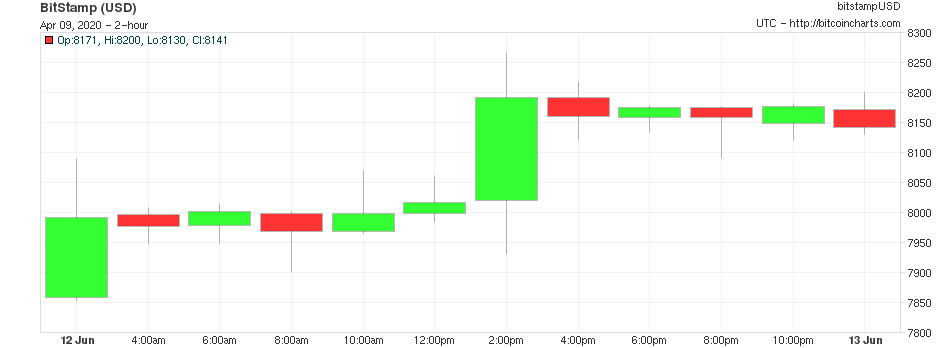 BitStamp (USD)
bitstampUSD
Apr 09, 2020 - 2-hour
UTC - http://bitcoincharts.com
Op:8171, Hi:8200, Lo:8130, Cl:8141
8300
8250
8200
8150
8100
8050
8000
7950
7900
7850
7800
12 Jun 4:00am 6:00am 8:00am 10:00am 12:00pm 2:00pm 4:00pm 6:00pm 8:00pm 10:00pm 13 Jun